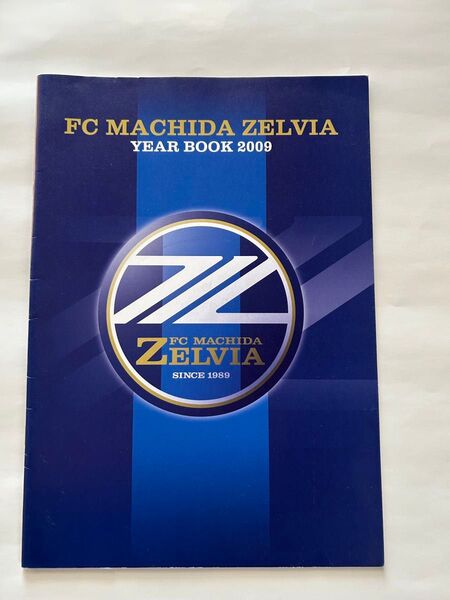 FC MACHIDA ZELVIA
YEAR BOOK 2009
FC MACHIDA
ZELVIA
SINCE 1989